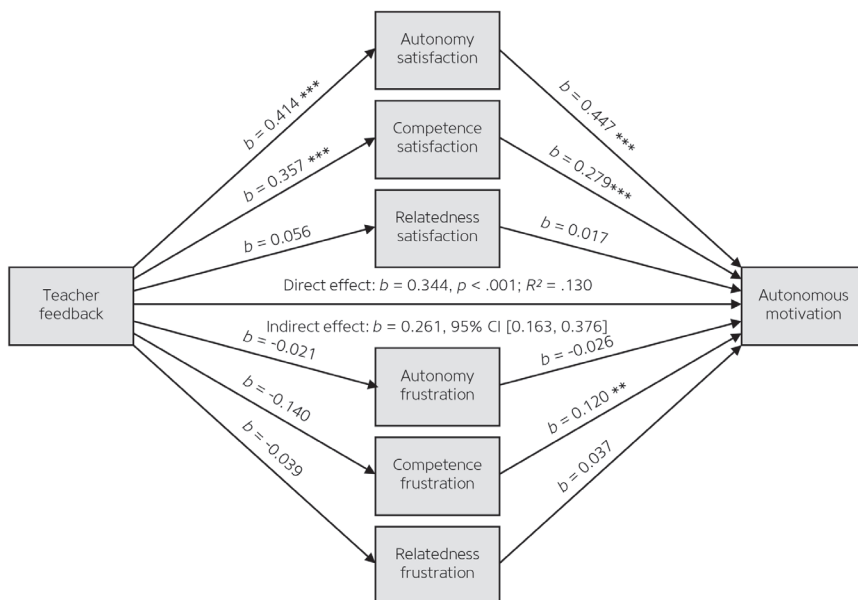 Autonomy
satisfaction
b = 0.414 ***
b = 0.447 ***
Competence
satisfaction
b = 0.357 ***
b = 0.279***
Relatedness
satisfaction
b = 0.056
b = 0.017
Teacher
feedback
Direct effect: b = 0.344, p < .001; R² = .130
Autonomous
motivation
Indirect effect: b = 0.261, 95% CI [0.163, 0.376]
b = -0.021
b = -0.026
Autonomy
frustration
b = -0.140
b = 0.120 **
Competence
frustration
b = -0.039
b = 0.037
Relatedness
frustration